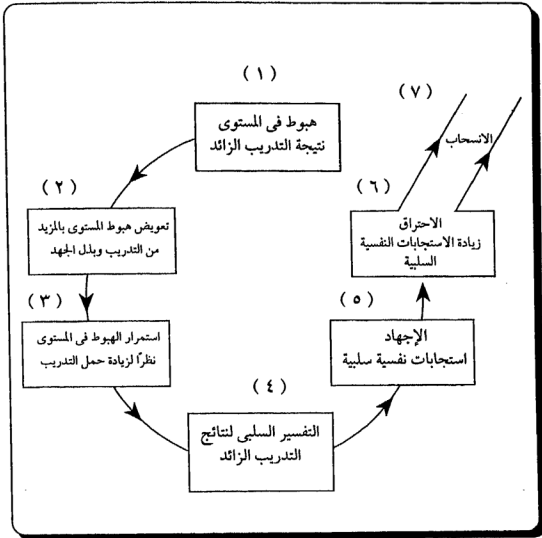 ( ١ )
هبوط فى المستوى
نتيجة التدريب الزائد
( ٢ )
تعويض هبوط المستوى بالمزيد
من التدريب وبذل الجهد
( ٣ )
استمرار الهبوط فى المستوى
نظرًا لزيادة حمل التدريب
( ٤ )
التفسير السلبى لنتائج
التدريب الزائد
( ٥ )
الإجهاد
استجابات نفسية سلبية
( ٦ )
الاحتراق
زيادة الاستجابات النفسية
السلبية
( ٧ )
الانسحاب